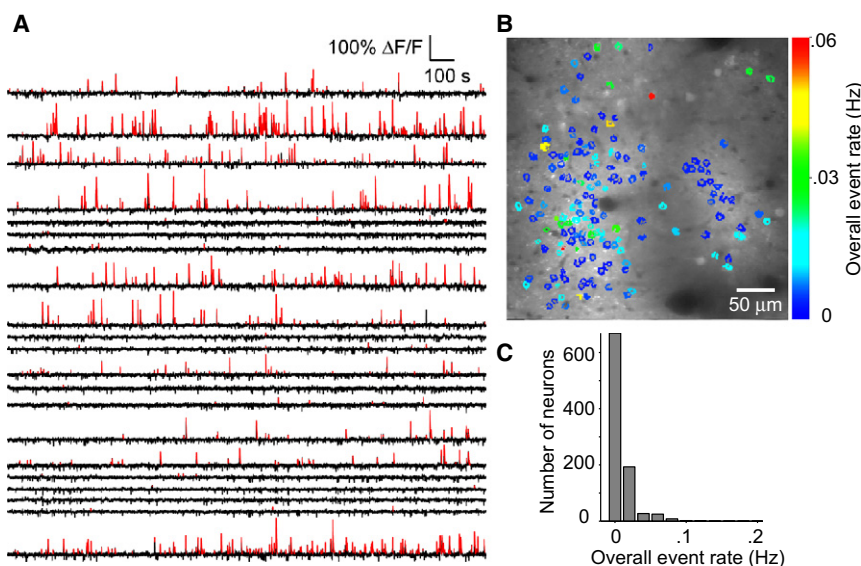 A
100% ΔF/F
100 s
B
50 μm
.06
.03
0
Overall event rate (Hz)
C
Number of neurons
600
400
200
0
0
.1
.2
Overall event rate (Hz)